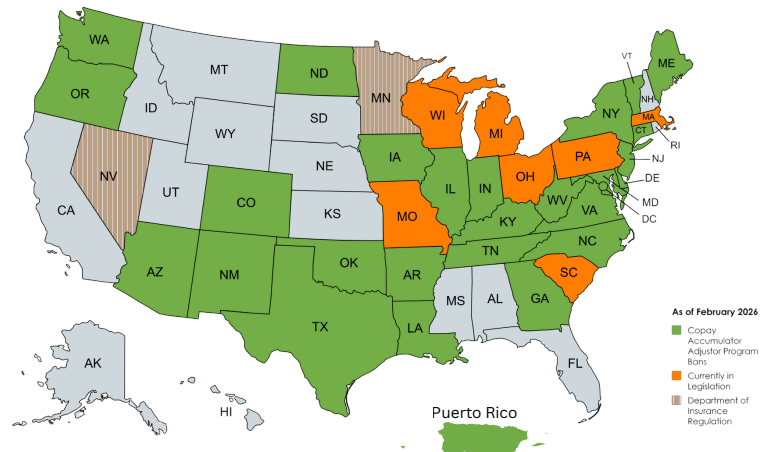 WA
MT
ND
MN
VT
ME
OR
ID
SD
WI
MI
NY
NH
MA
CT
RI
WY
IA
PA
NJ
NV
NE
IL
IN
OH
DE
UT
CO
KS
MO
WV
MD
CA
KY
VA
DC
AZ
NM
OK
TN
NC
AR
SC
TX
MS
AL
GA
LA
FL
AK
HI
Puerto Rico
As of February 2026
Copay
Accumulator
Adjustor Program
Bans
Currently in
Legislation
Department of
Insurance
Regulation